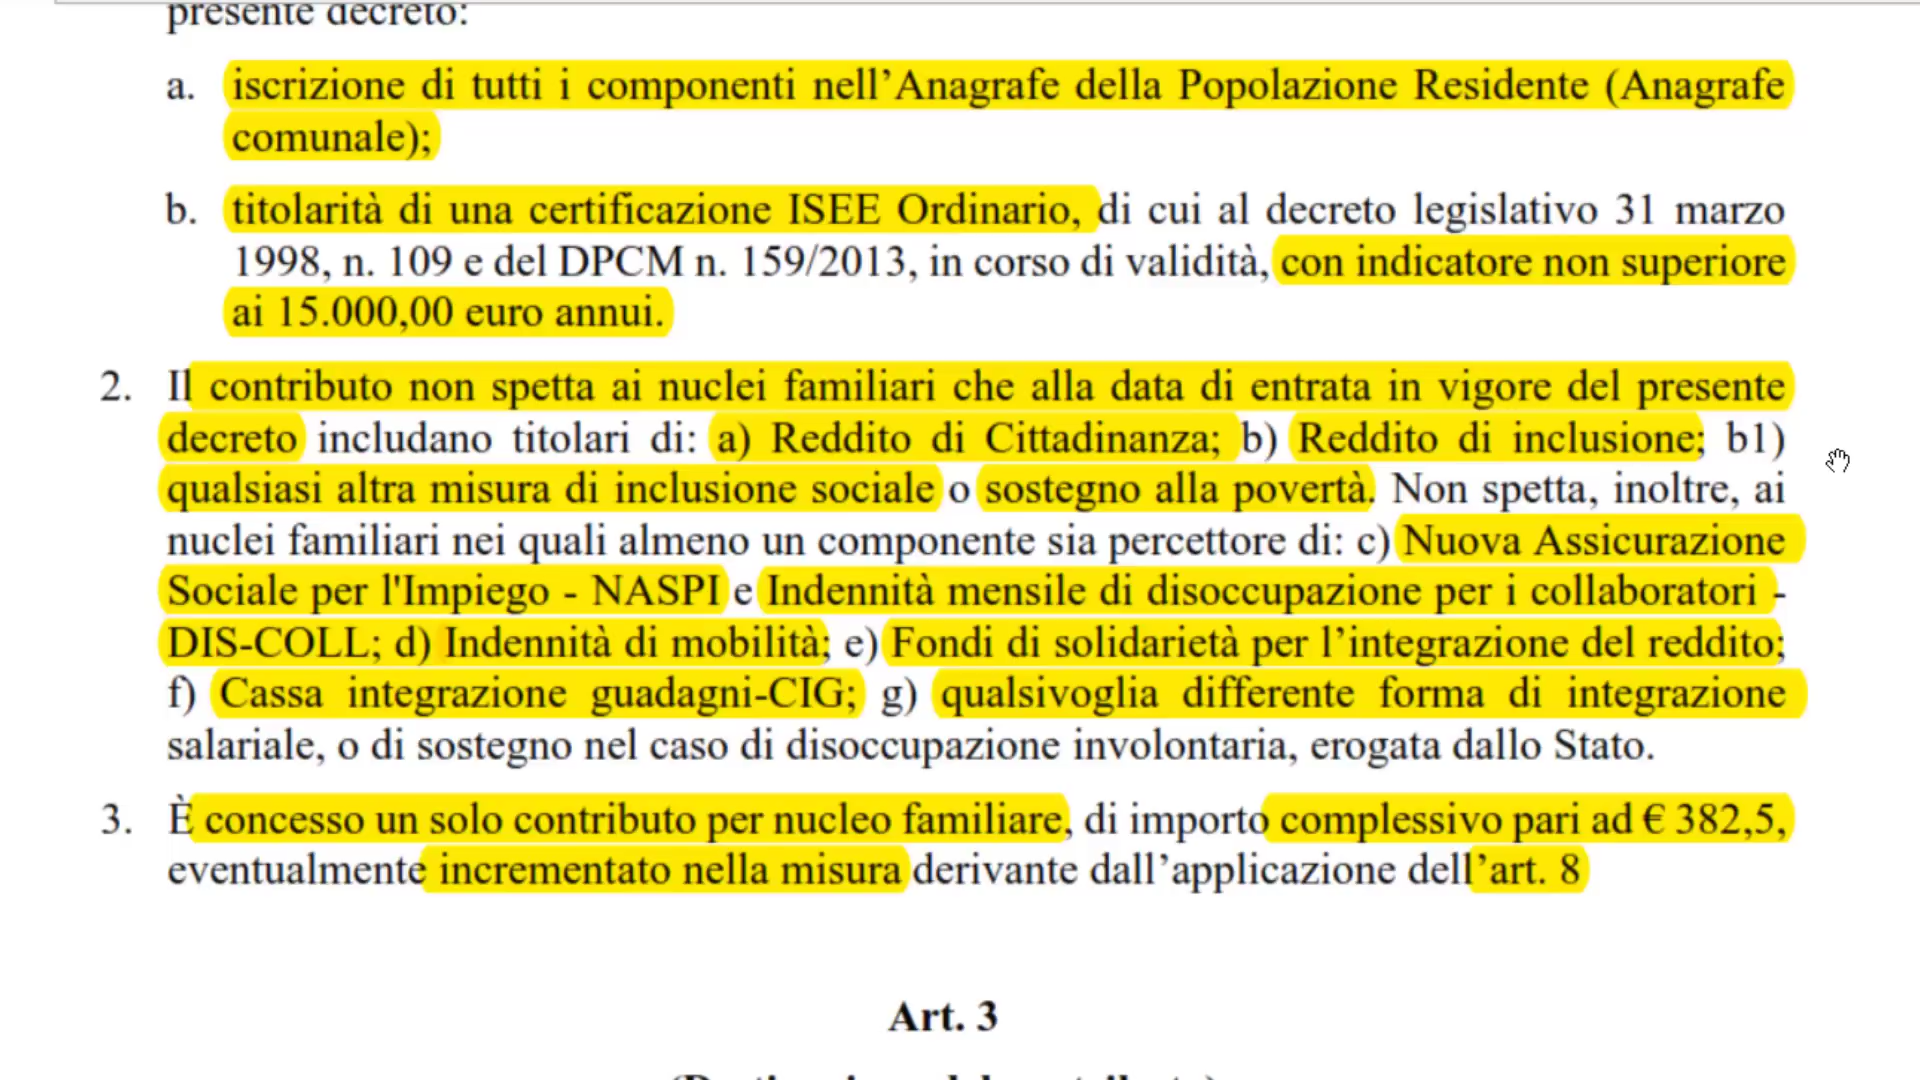 presente decreto:
a. iscrizione di tutti i componenti nell’Anagrafe della Popolazione Residente (Anagrafe
comunale);
b. titolarità di una certificazione ISEE Ordinario, di cui al decreto legislativo 31 marzo
1998, n. 109 e del DPCM n. 159/2013, in corso di validità, con indicatore non superiore
ai 15.000,00 euro annui.
2. Il contributo non spetta ai nuclei familiari che alla data di entrata in vigore del presente
decreto includano titolari di: a) Reddito di Cittadinanza; b) Reddito di inclusione; b1)
qualsiasi altra misura di inclusione sociale o sostegno alla povertà. Non spetta, inoltre, ai
nuclei familiari nei quali almeno un componente sia percettore di: c) Nuova Assicurazione
Sociale per l'Impiego - NASPI e Indennità mensile di disoccupazione per i collaboratori -
DIS-COLL; d) Indennità di mobilità; e) Fondi di solidarietà per l’integrazione del reddito;
f) Cassa integrazione guadagni-CIG; g) qualsivoglia differente forma di integrazione
salariale, o di sostegno nel caso di disoccupazione involontaria, erogata dallo Stato.
3. È concesso un solo contributo per nucleo familiare, di importo complessivo pari ad € 382,5,
eventualmente incrementato nella misura derivante dall’applicazione dell’art. 8
Art. 3